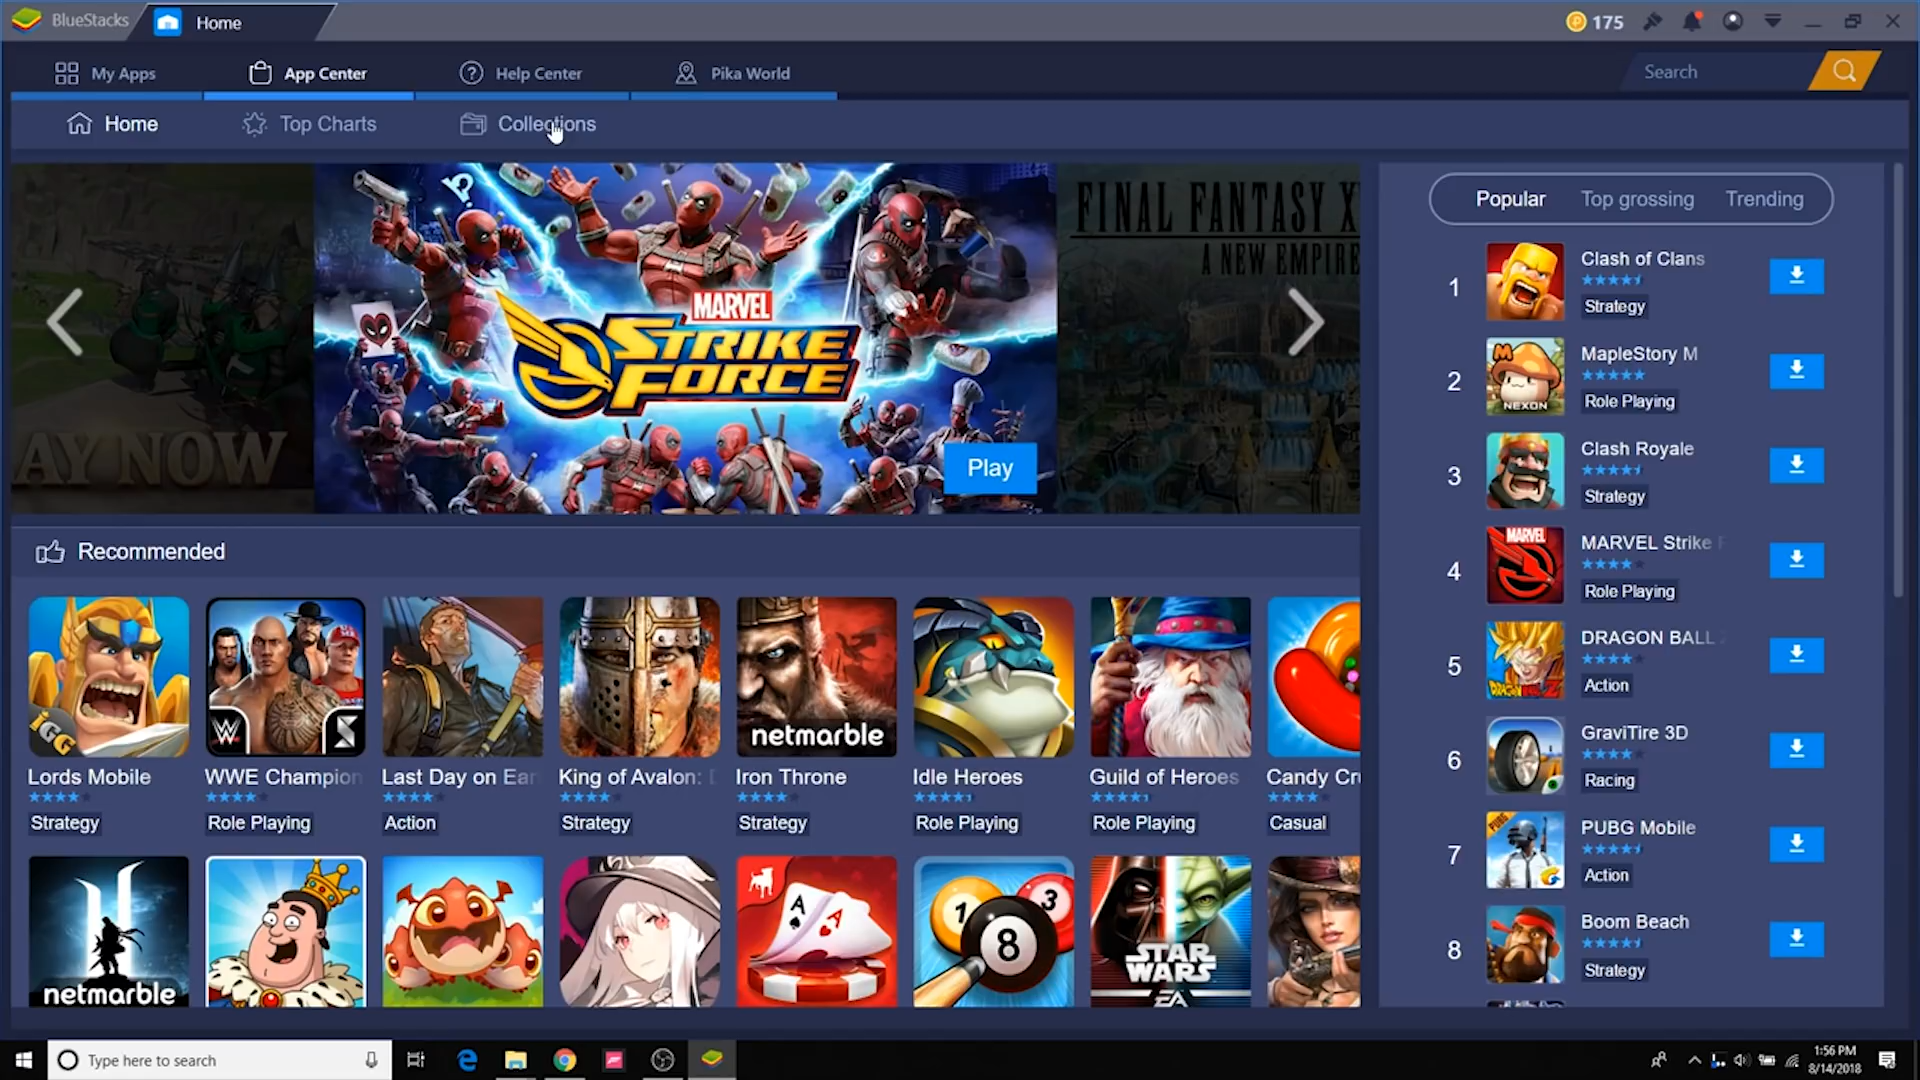 BlueStacks
Home
175
My Apps
App Center
Help Center
Pika World
Search
Home
Top Charts
Collections
AY NOW
MARVEL
STRIKE
FORCE
Play
FINAL FANTASY X
A NEW EMPIRE
Popular
Top grossing
Trending
1
Clash of Clans
Strategy
2
M
NEXON
MapleStory M
Role Playing
3
Clash Royale
Strategy
4
MARVEL
MARVEL Strike F
Role Playing
5
DRAGON BALL Z
DRAGON BALL Z
Action
6
GraviTire 3D
Racing
7
PUBG
PUBG Mobile
Action
8
Boom Beach
Strategy
Recommended
IGG
W
S
netmarble
Lords Mobile
WWE Champion
Last Day on Ear
King of Avalon: D
Iron Throne
Idle Heroes
Guild of Heroes
Candy Cru
Strategy
Role Playing
Action
Strategy
Strategy
Role Playing
Role Playing
Casual
netmarble
A
A
1
8
3
STAR
WARS
EA
Type here to search
1:56 PM
8/14/2018